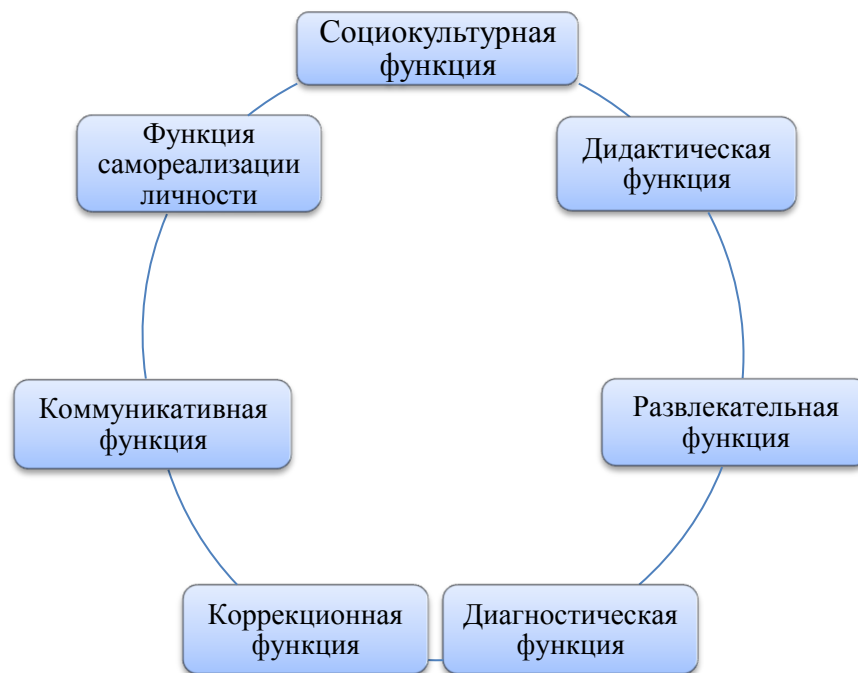 Социокультурная
функция
Дидактическая
функция
Развлекательная
функция
Диагностическая
функция
Коррекционная
функция
Коммуникативная
функция
Функция
самореализации
личности